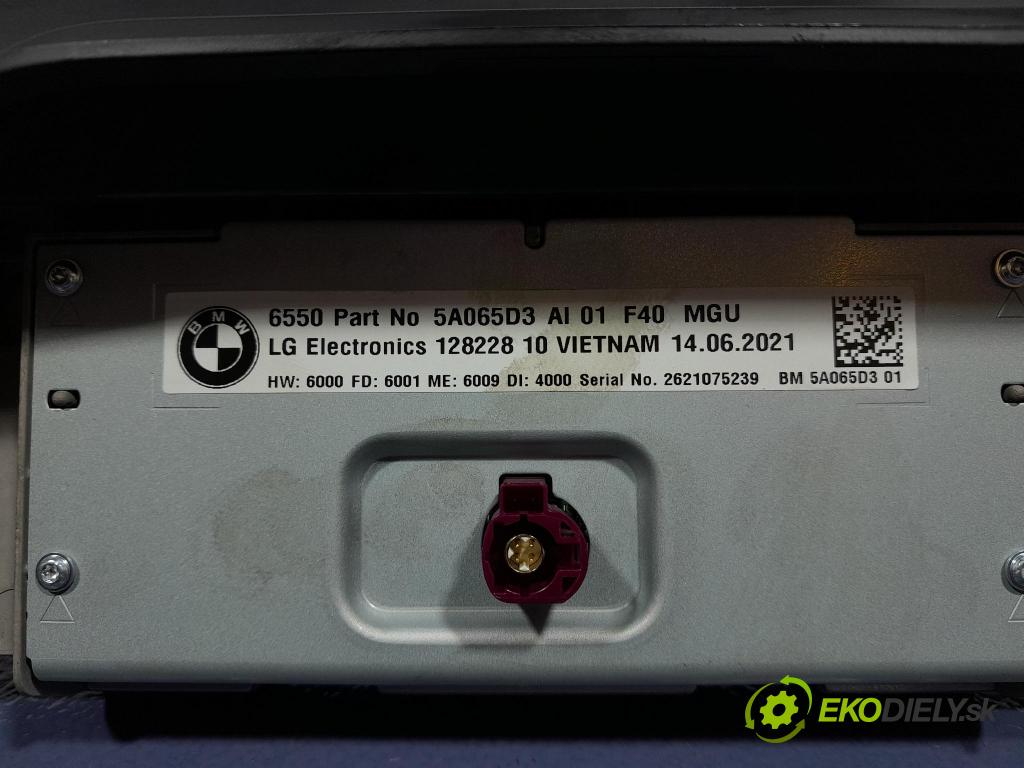 BMW
6550 Part No 5A065D3 AI 01 F40 MGU
LG Electronics 128228 10 VIETNAM 14.06.2021
HW: 6000 FD: 6001 ME: 6009 DI: 4000 Serial No. 2621075239 BM 5A065D3 01
EKODIELY.sk